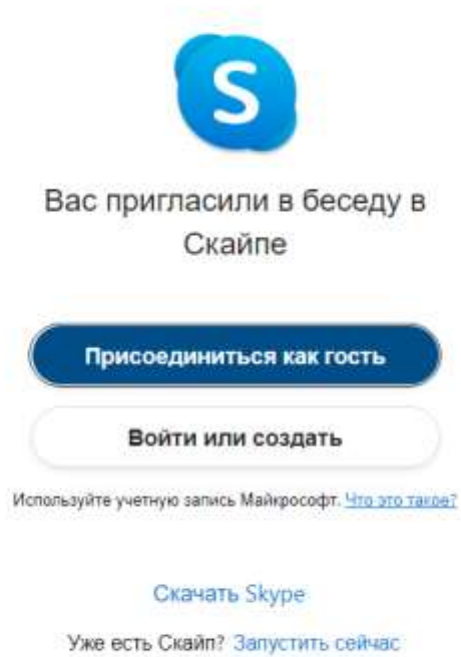 S
Вас пригласили в беседу в
Скайпе
Присоединиться как гость
Войти или создать
Используйте учетную запись Майкрософт. Что это такое?
Скачать Skype
Уже есть Скайп? Запустить сейчас